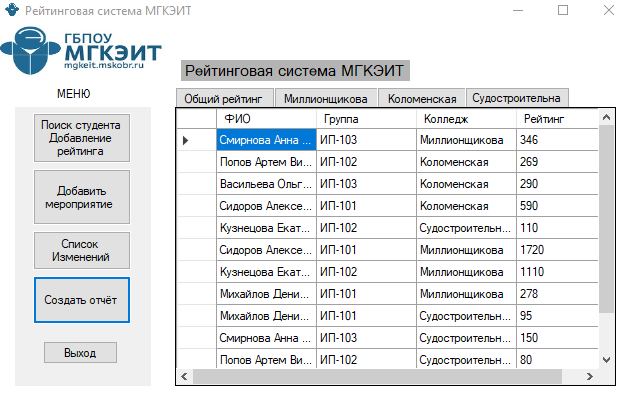 Рейтинговая система МГКЭИТ
ГБПОУ
МГКЭИТ
mgkeit.mskobr.ru
Рейтинговая система МГКЭИТ
МЕНЮ
Поиск студента
Добавление
рейтинга
Добавить
мероприятие
Список
Изменений
Создать отчёт
Выход
Общий рейтинг Миллионщикова Коломенская Судостроительна
ФИО Группа Колледж Рейтинг
Смирнова Анна ... ИП-103 Миллионщикова 346
Попов Артем Ви... ИП-102 Коломенская 269
Васильева Ольг... ИП-103 Коломенская 290
Сидоров Алексе... ИП-101 Коломенская 590
Кузнецова Екат... ИП-102 Судостроительн... 110
Сидоров Алексе... ИП-101 Миллионщикова 1720
Кузнецова Екат... ИП-102 Миллионщикова 1110
Михайлов Дени... ИП-101 Миллионщикова 278
Михайлов Дени... ИП-101 Судостроительн... 95
Смирнова Анна ... ИП-103 Судостроительн... 150
Попов Артем Ви... ИП-102 Судостроительн... 80